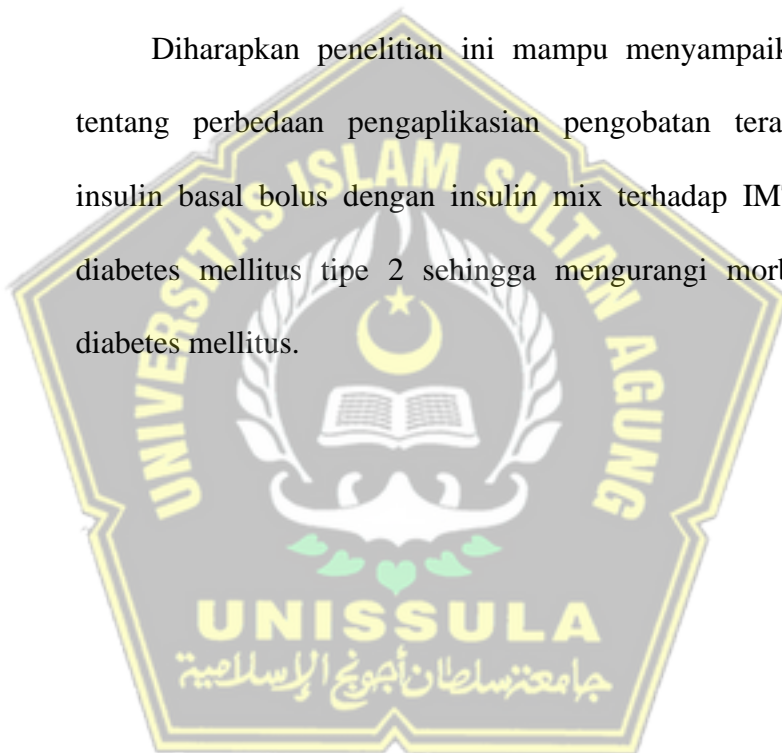 Diharapkan penelitian ini mampu menyampaik
tentang perbedaan pengaplikasian pengobatan tera
insulin basal bolus dengan insulin mix terhadap IM
diabetes mellitus tipe 2 sehingga mengurangi morb
diabetes mellitus.
UNIVERSITAS ISLAM SULTAN AGUNG
UNISSULA
جامعة سلطان أجونج الإسلامية